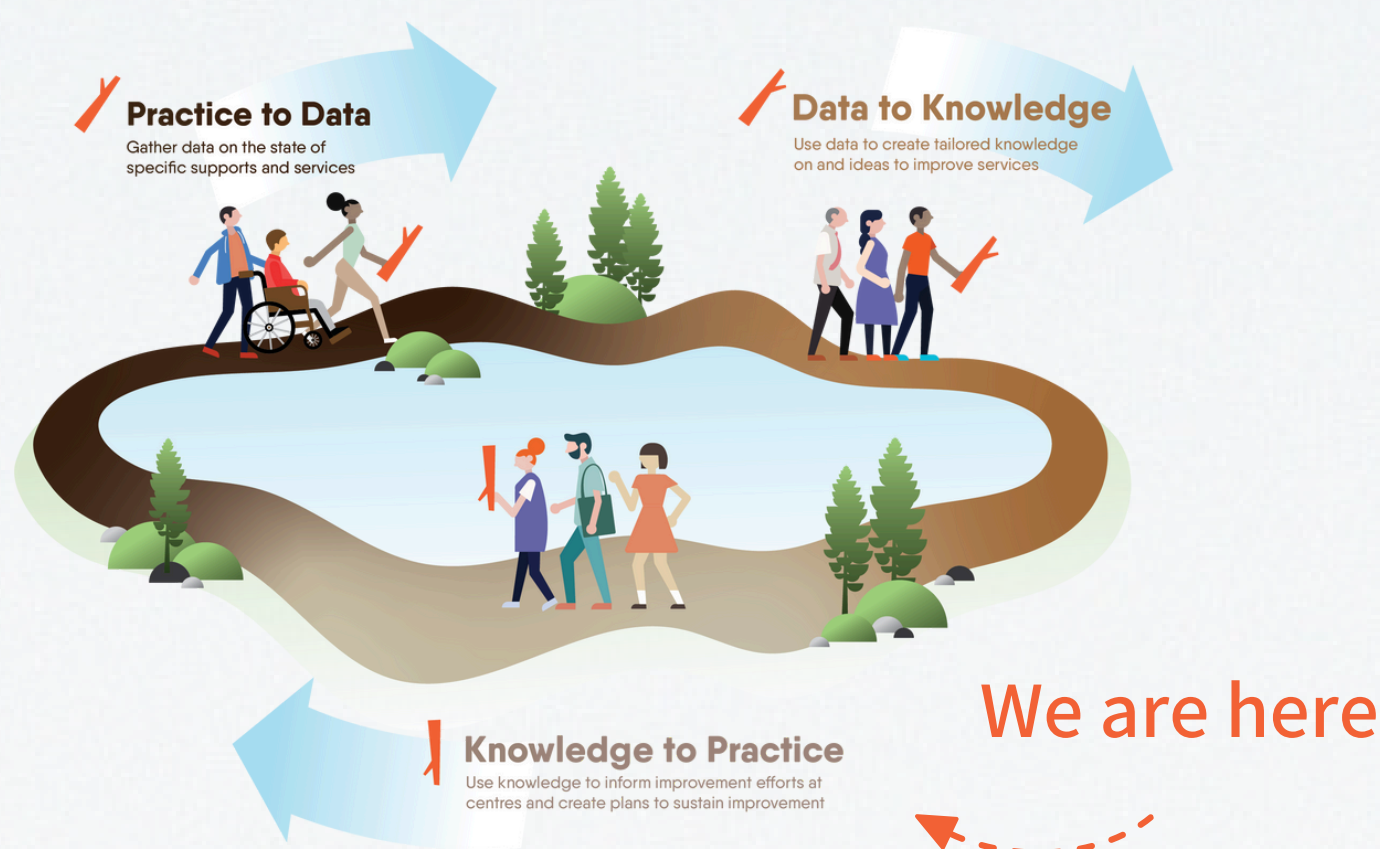 Practice to Data
Gather data on the state of
specific supports and services
Data to Knowledge
Use data to create tailored knowledge
on and ideas to improve services
We are here
Knowledge to Practice
Use knowledge to inform improvement efforts at
centres and create plans to sustain improvement